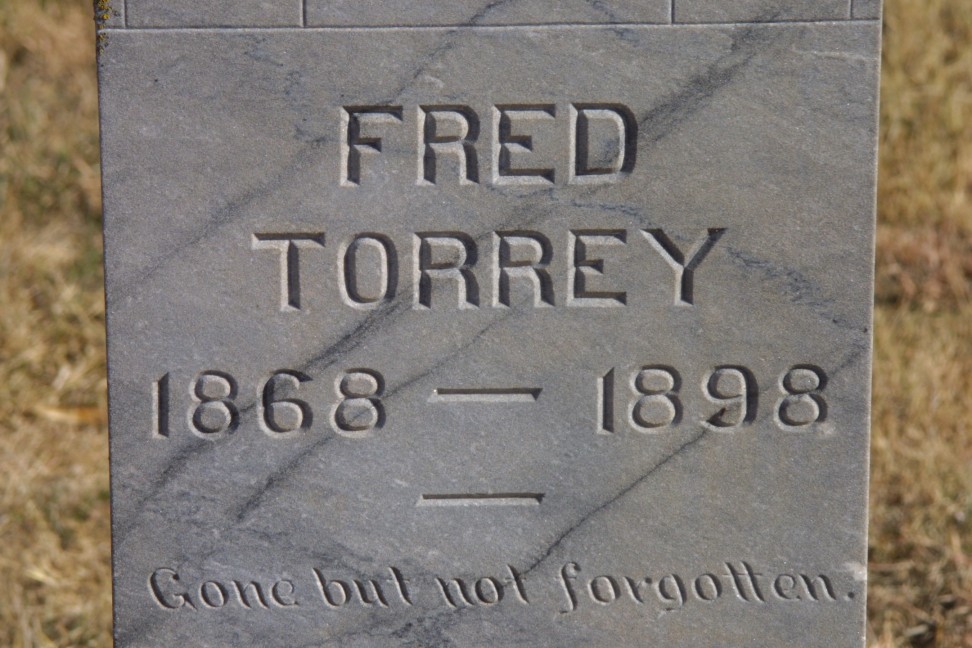 FRED
TORREY
1868 — 1898
—
Gone but not forgotten.